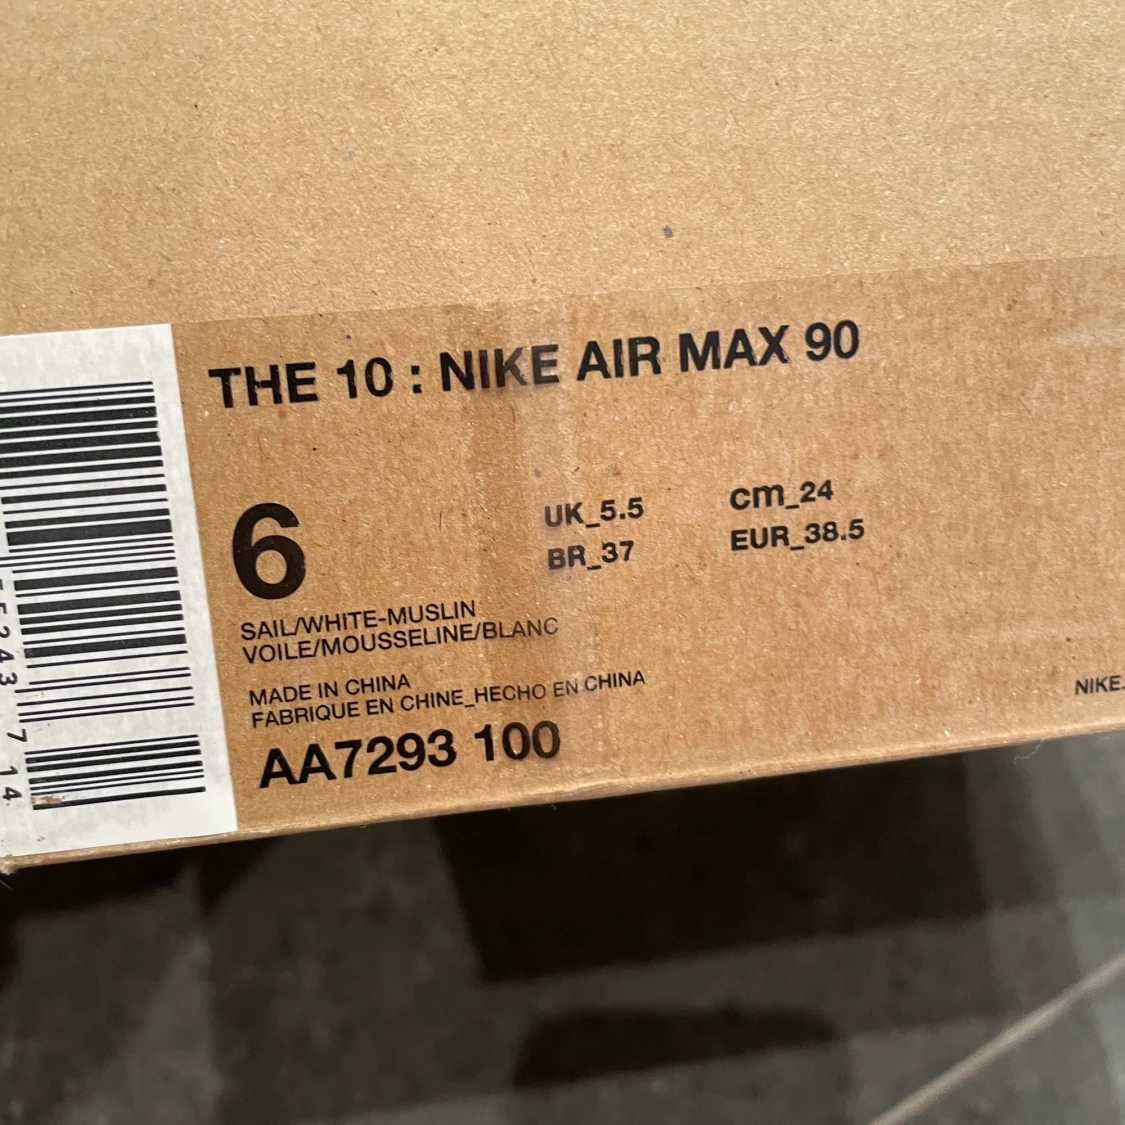 THE 10 : NIKE AIR MAX 90
6
UK_5.5
cm_24
BR_37
EUR_38.5
SAIL/WHITE-MUSLIN
VOILE/MOUSSELINE/BLANC
MADE IN CHINA
FABRIQUE EN CHINE_HECHO EN CHINA
AA7293 100
NIKE.